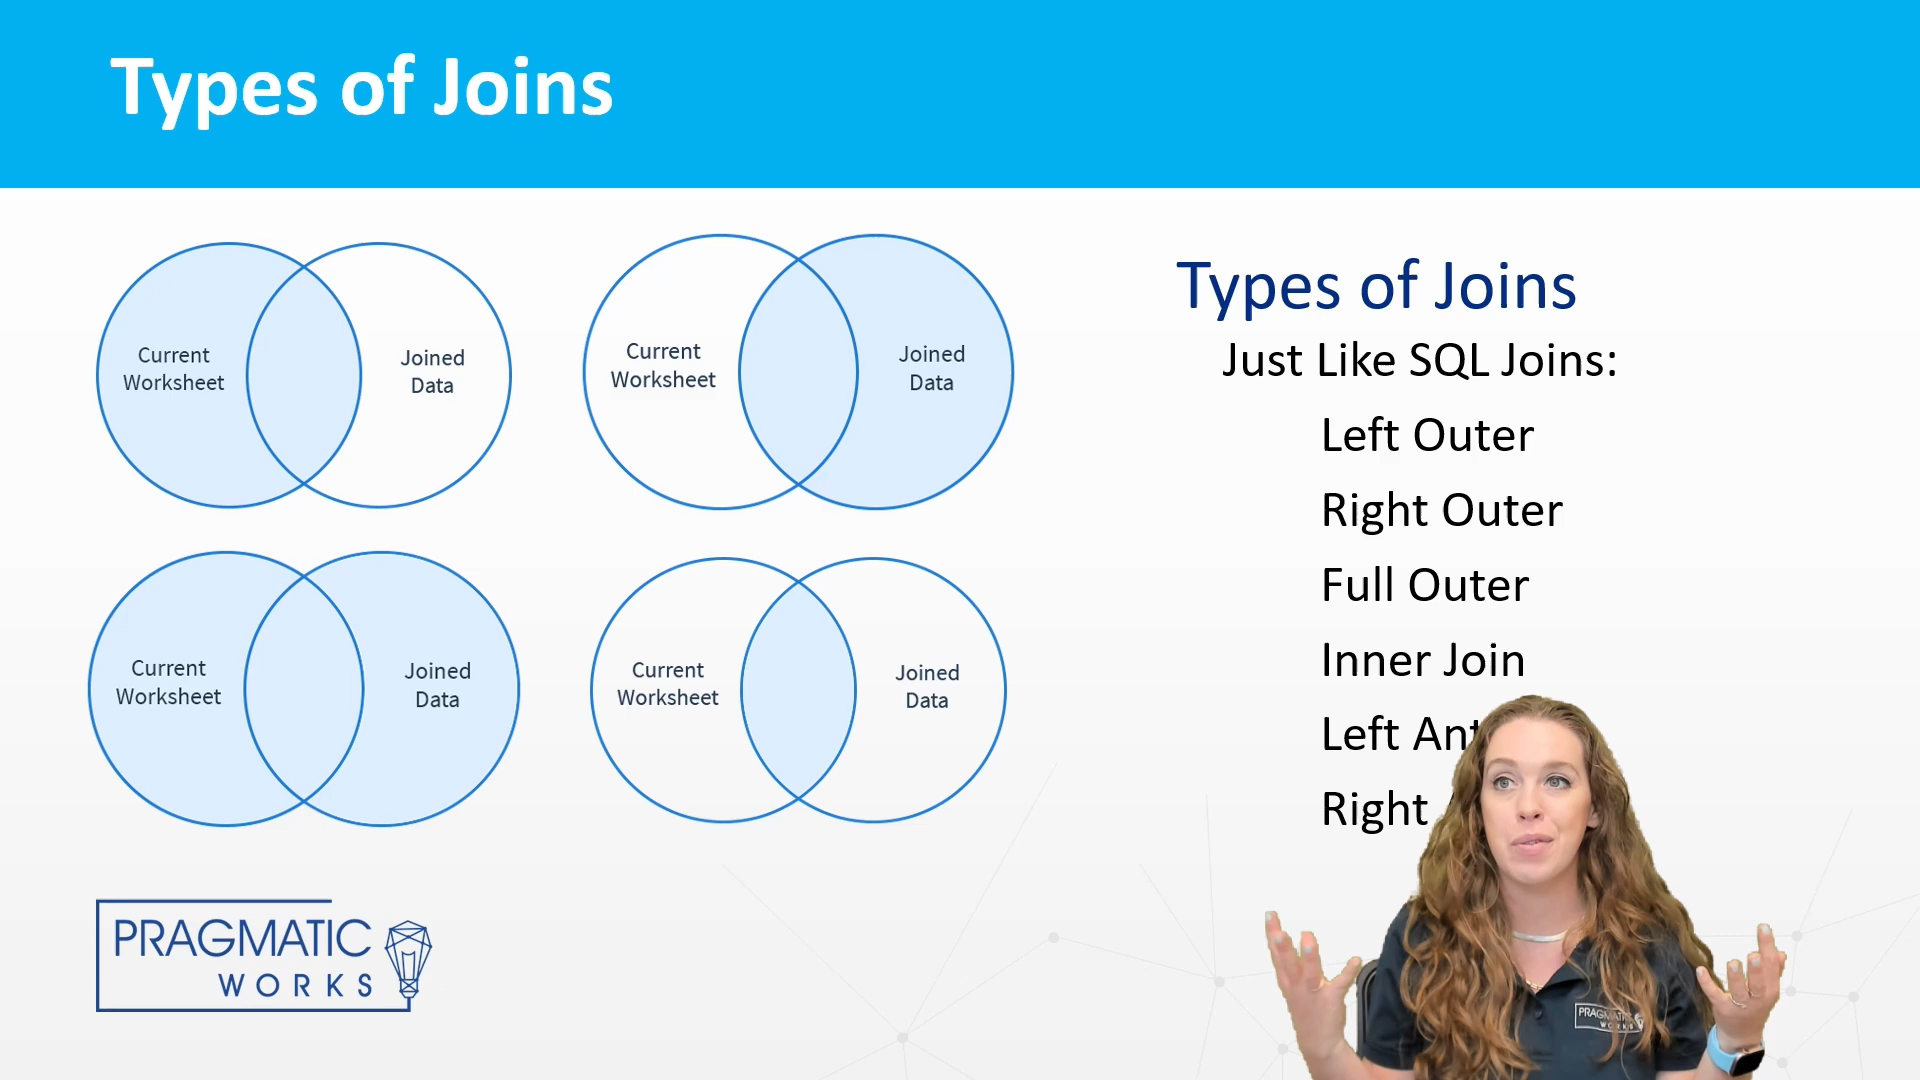 Types of Joins
Current
Worksheet
Joined
Data
Current
Worksheet
Joined
Data
Current
Worksheet
Joined
Data
Current
Worksheet
Joined
Data
Types of Joins
Just Like SQL Joins:
Left Outer
Right Outer
Full Outer
Inner Join
Left
Right
PRAGMATIC
WORKS
PRAGMATIC
WORKS